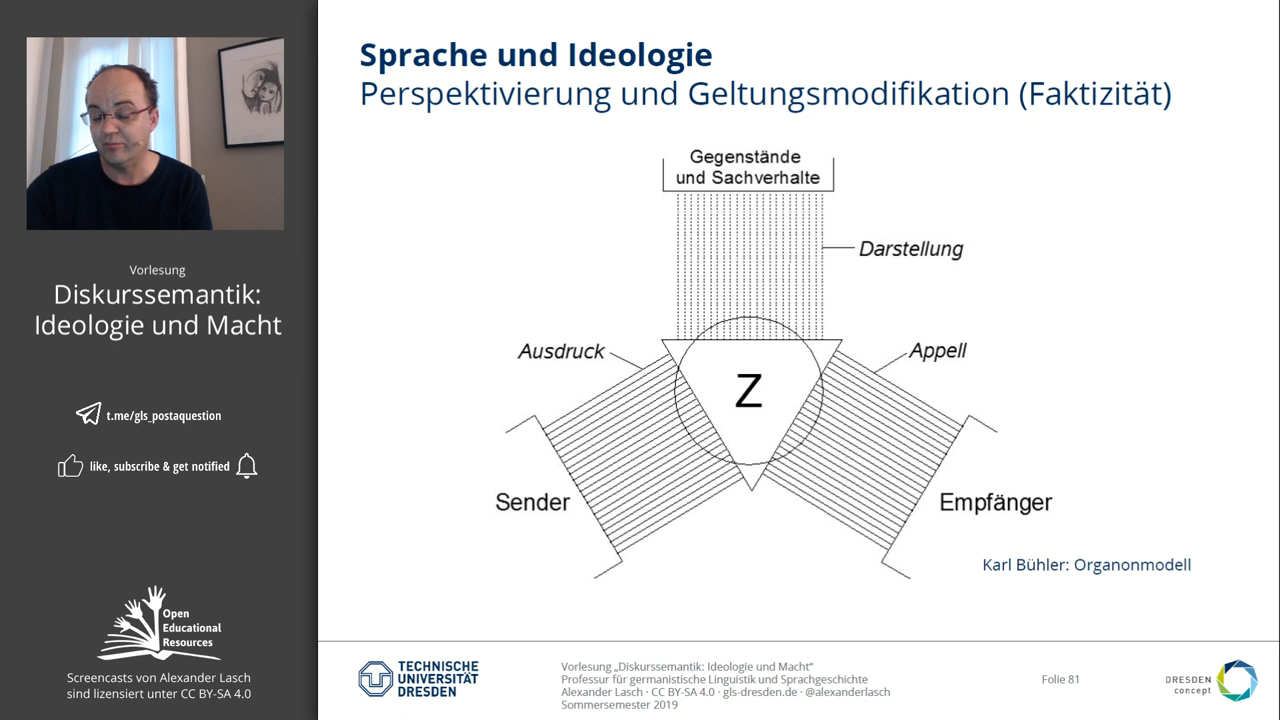 Vorlesung
Diskurssemantik:
Ideologie und Macht
t.me/gls_postaquestion
like, subscribe & get notified
Open
Educational
Resources
Screencasts von Alexander Lasch
sind lizensiert unter CC BY-SA 4.0
Sprache und Ideologie
Perspektivierung und Geltungsmodifikation (Faktizität)
Gegenstände
und Sachverhalte
Darstellung
Ausdruck
Appell
Z
Sender
Empfänger
Karl Bühler: Organonmodell
TECHNISCHE
UNIVERSITÄT
DRESDEN
Vorlesung „Diskurssemantik: Ideologie und Macht“
Professur für germanistische Linguistik und Sprachgeschichte
Alexander Lasch · CC BY-SA 4.0 · gls-dresden.de · @alexanderlasch
Sommersemester 2019
Folie 81
DRESDEN
concept